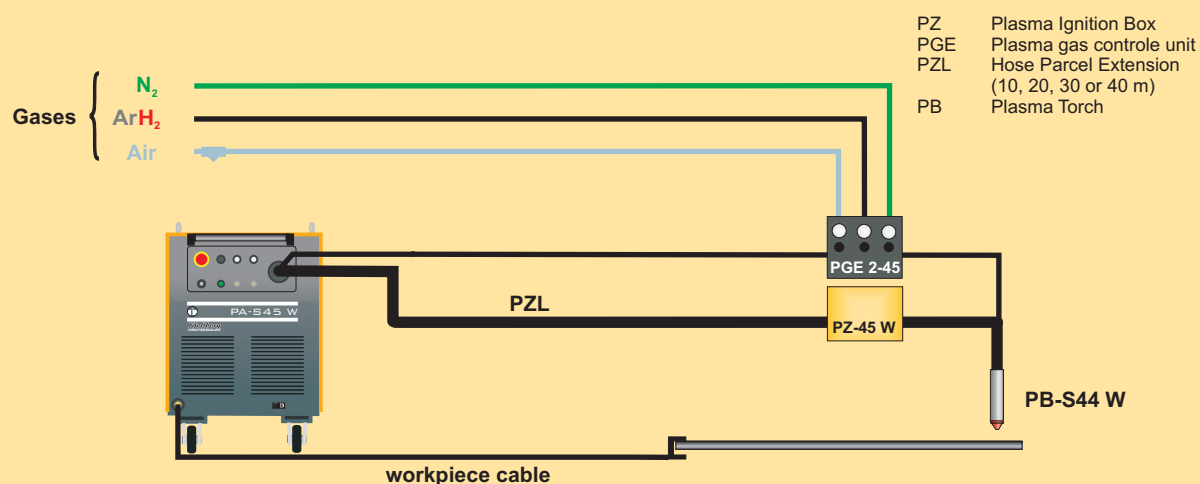 PZ Plasma Ignition Box
PGE Plasma gas controle unit
PZL Hose Parcel Extension
(10, 20, 30 or 40 m)
PB Plasma Torch
Gases
N₂
ArH₂
Air
PGE 2-45
PA-S45 W
PZL
PZ-45 W
PB-S44 W
workpiece cable